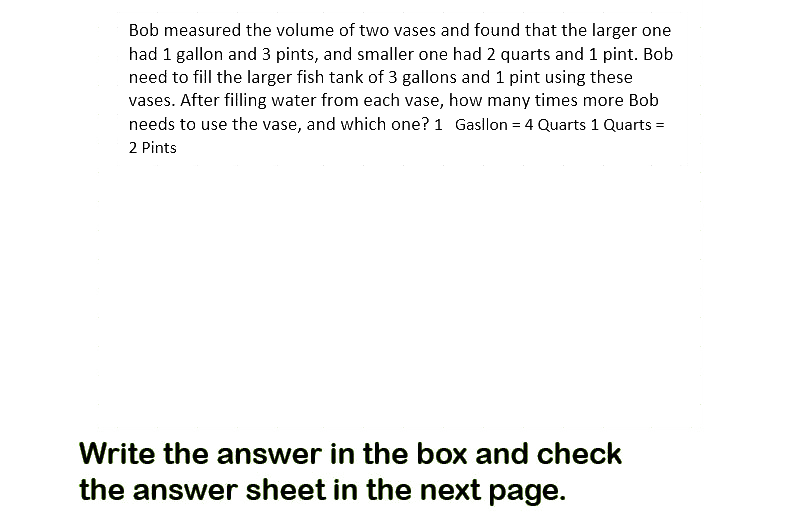 Bob measured the volume of two vases and found that the larger one
had 1 gallon and 3 pints, and smaller one had 2 quarts and 1 pint. Bob
need to fill the larger fish tank of 3 gallons and 1 pint using these
vases. After filling water from each vase, how many times more Bob
needs to use the vase, and which one? 1 Gasllon = 4 Quarts 1 Quarts =
2 Pints
Write the answer in the box and check
the answer sheet in the next page.